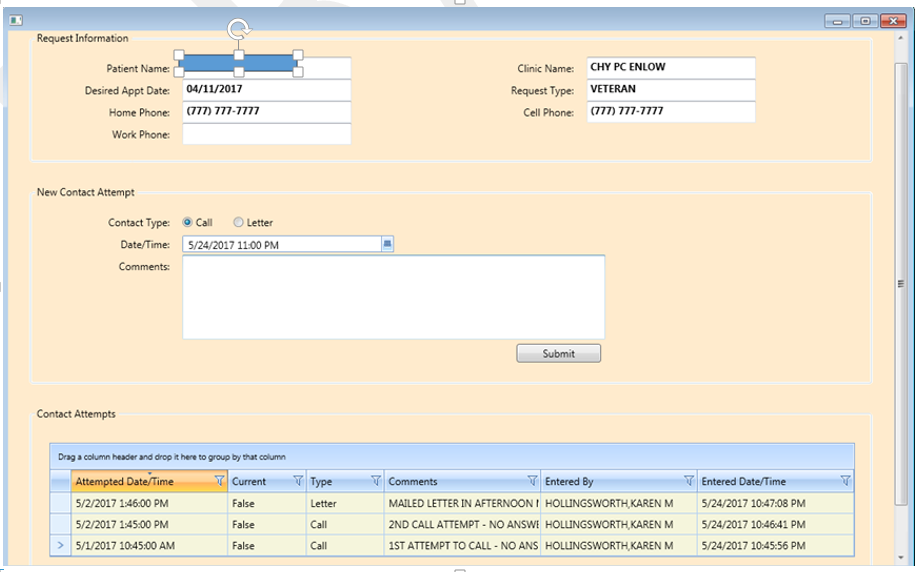 Request Information
Patient Name: Clinic Name: CHY PC ENLOW
Desired Appt Date: 04/11/2017 Request Type: VETERAN
Home Phone: (777) 777-7777 Cell Phone: (777) 777-7777
Work Phone:
New Contact Attempt
Contact Type: Call Letter
Date/Time: 5/24/2017 11:00 PM
Comments:
Submit
Contact Attempts
Drag a column header and drop it here to group by that column
Attempted Date/Time Current Type Comments Entered By Entered Date/Time
5/2/2017 1:46:00 PM False Letter MAILED LETTER IN AFTERNOON HOLLINGSWORTH,KAREN M 5/24/2017 10:47:08 PM
5/2/2017 1:45:00 PM False Call 2ND CALL ATTEMPT - NO ANSWE HOLLINGSWORTH,KAREN M 5/24/2017 10:46:41 PM
5/1/2017 10:45:00 AM False Call 1ST ATTEMPT TO CALL - NO ANS HOLLINGSWORTH,KAREN M 5/24/2017 10:45:56 PM